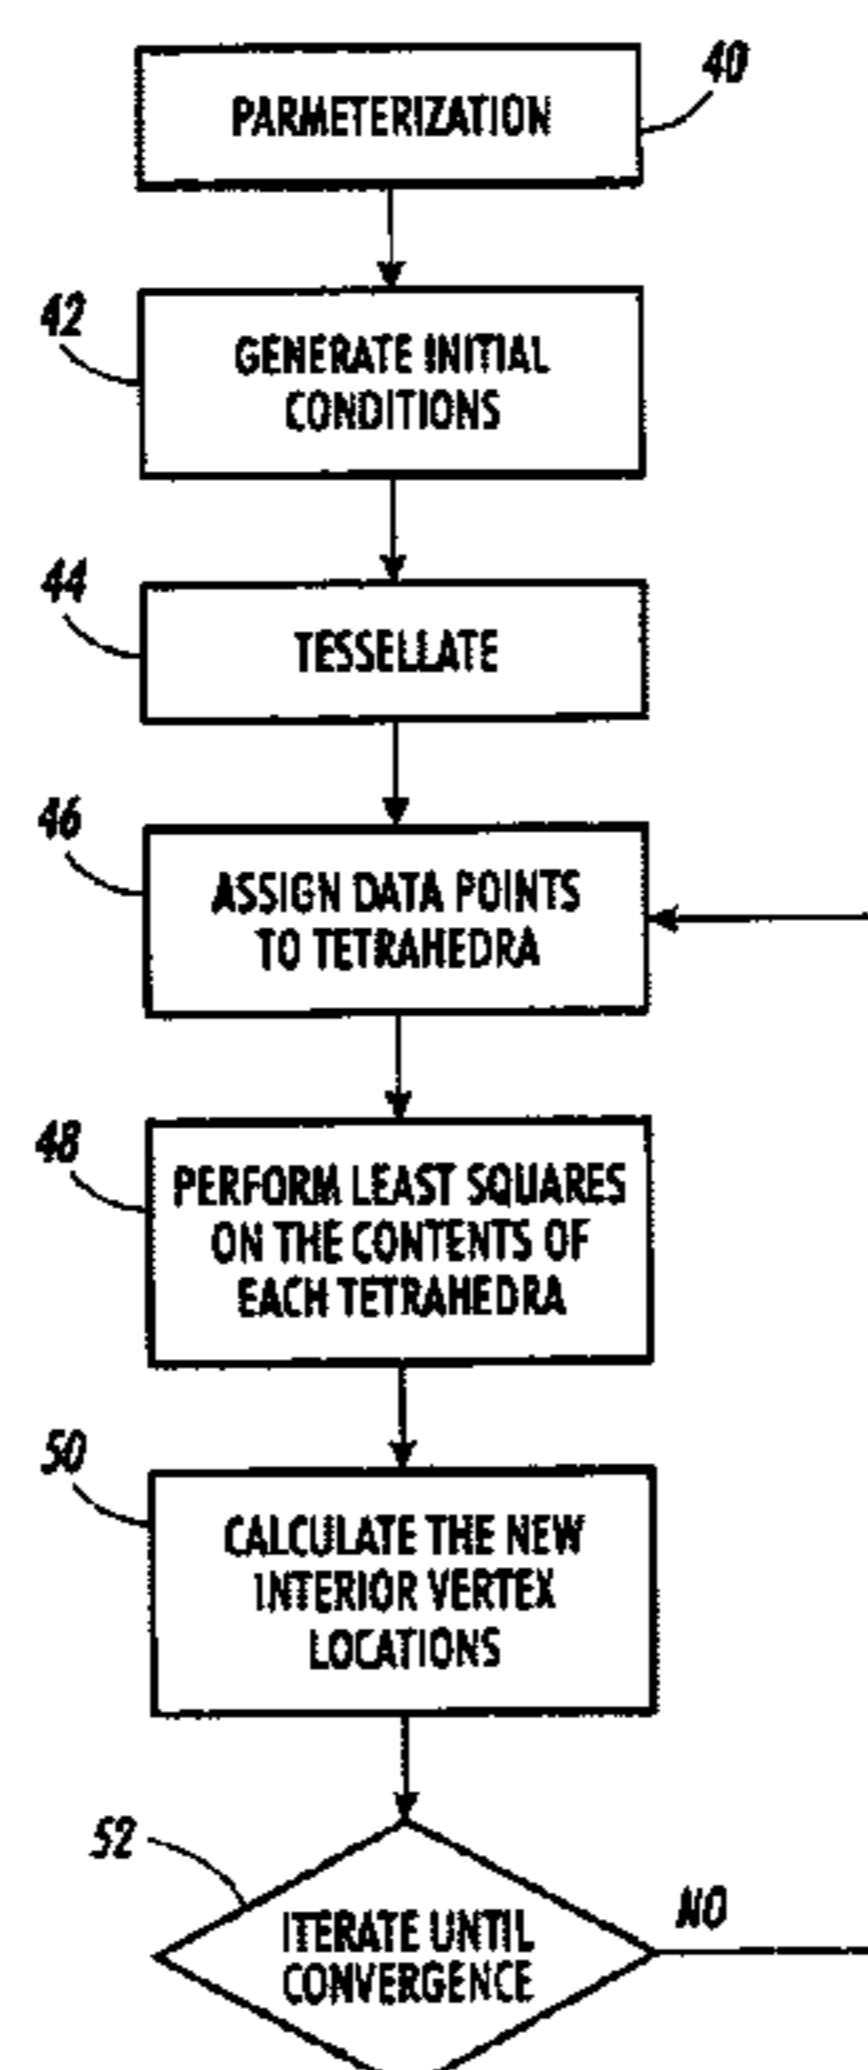 PARMETERIZATION
40
42
GENERATE INITIAL
CONDITIONS
44
TESSELLATE
46
ASSIGN DATA POINTS
TO TETRAHEDRA
48
PERFORM LEAST SQUARES
ON THE CONTENTS OF
EACH TETRAHEDRA
50
CALCULATE THE NEW
INTERIOR VERTEX
LOCATIONS
52
ITERATE UNTIL
CONVERGENCE
NO